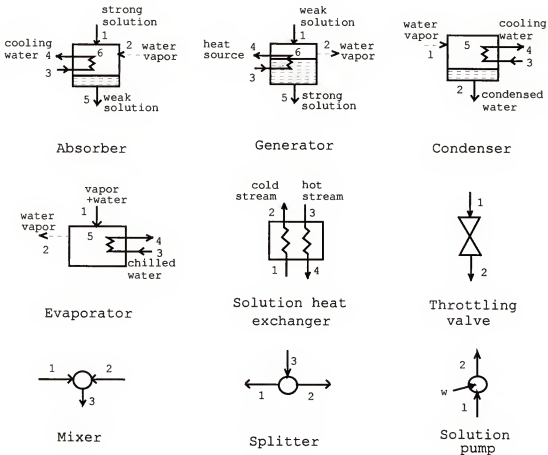 strong
solution
1
cooling
water
4
3
6
2
water
vapor
5
weak
solution
Absorber
weak
solution
1
heat
source
4
3
6
2
water
vapor
5
strong
solution
Generator
water
vapor
1
5
cooling
water
4
3
2
condensed
water
Condenser
vapor
+water
1
water
vapor
2
5
4
3
chilled
water
Evaporator
cold
stream
hot
stream
2
3
1
4
Solution heat
exchanger
1
2
Throttling
valve
1
2
3
Mixer
3
1
2
Splitter
2
w
1
Solution
pump